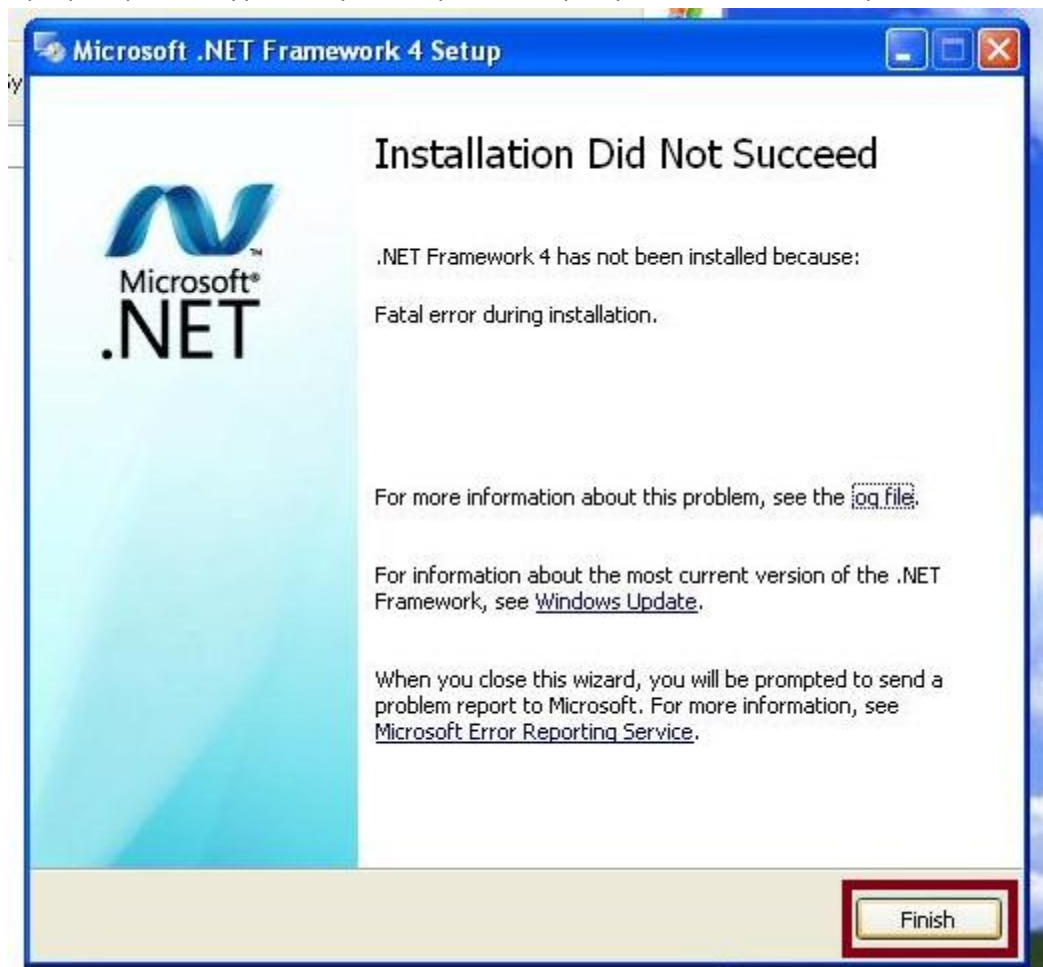 Microsoft .NET Framework 4 Setup
Installation Did Not Succeed
Microsoft®
.NET
™
.NET Framework 4 has not been installed because:
Fatal error during installation.
For more information about this problem, see the log file.
For information about the most current version of the .NET
Framework, see Windows Update.
When you close this wizard, you will be prompted to send a
problem report to Microsoft. For more information, see
Microsoft Error Reporting Service.
Finish